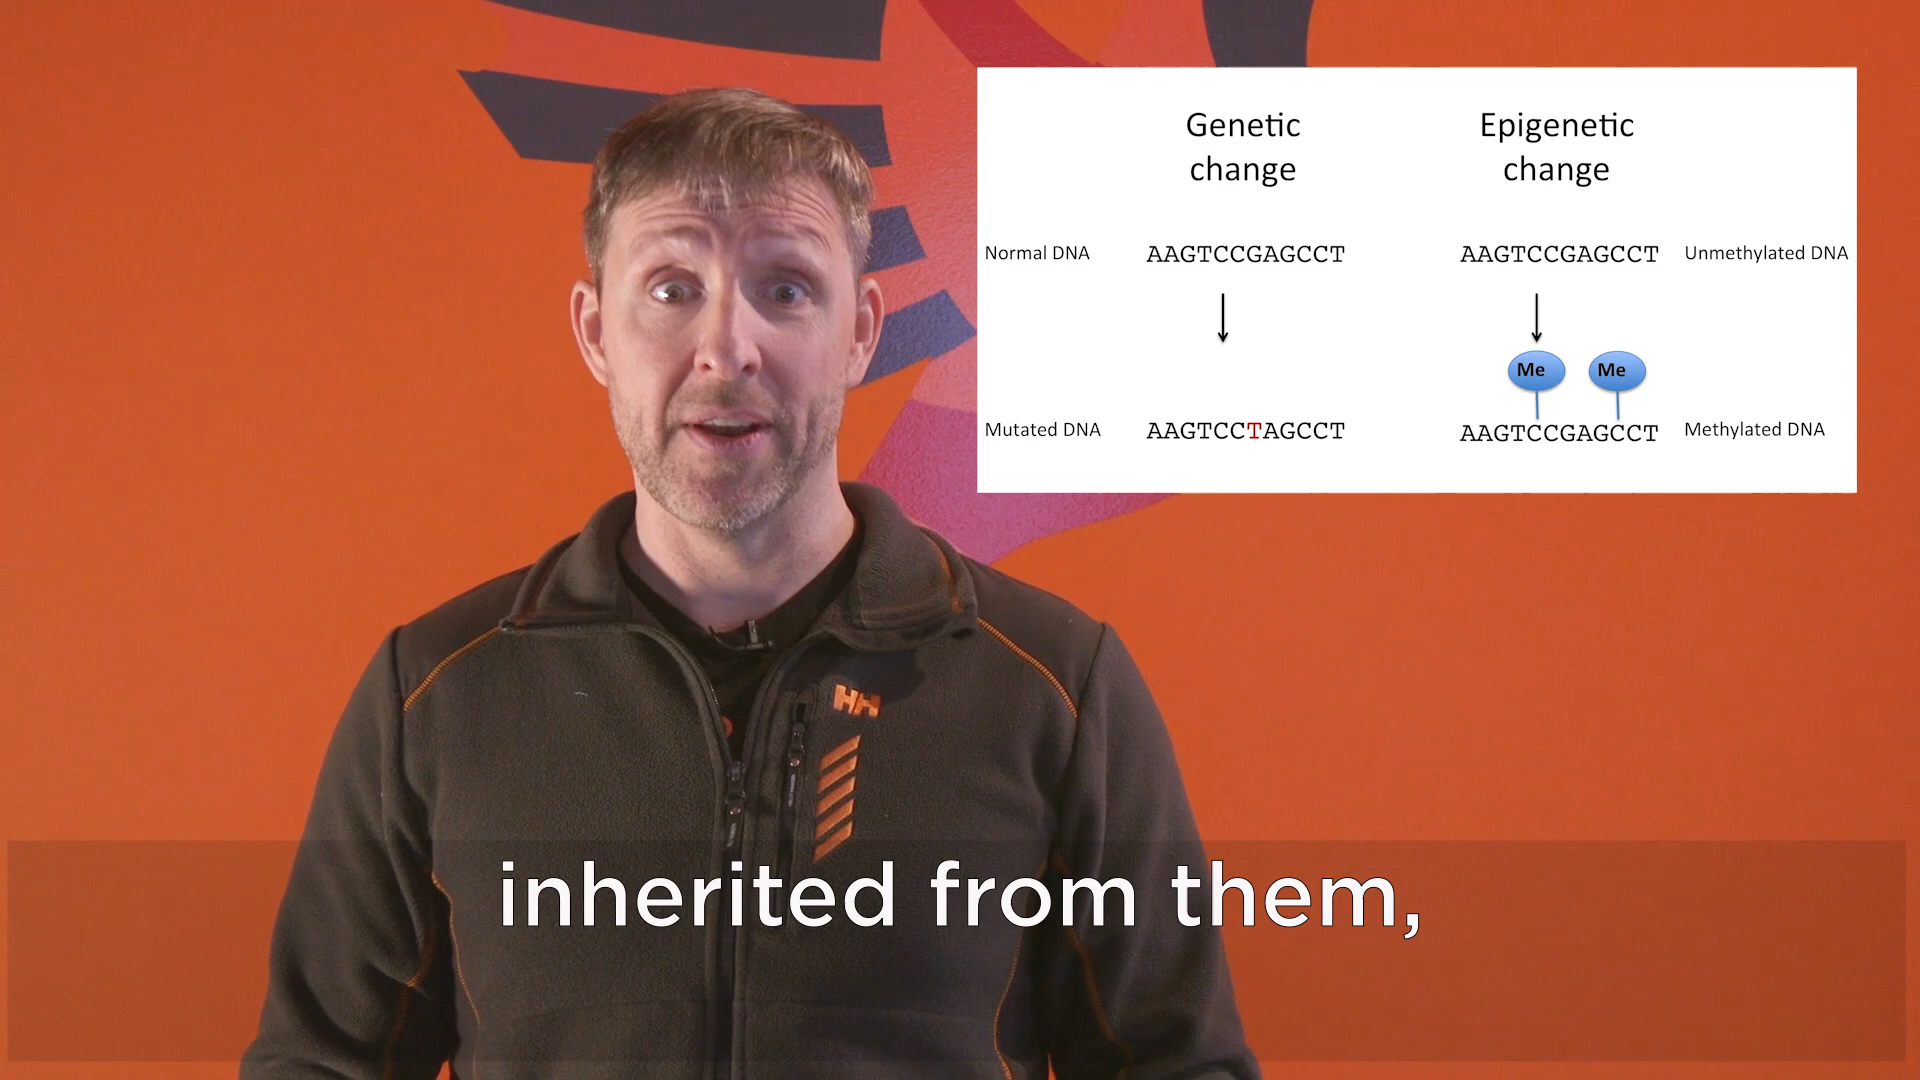 Genetic
change
Epigenetic
change
Normal DNA
AAGTCCGAGCCT
AAGTCCGAGCCT
Unmethylated DNA
Me
Me
Mutated DNA
AAGTCCTAGCCT
AAGTCCGAGCCT
Methylated DNA
HH
inherited from them,